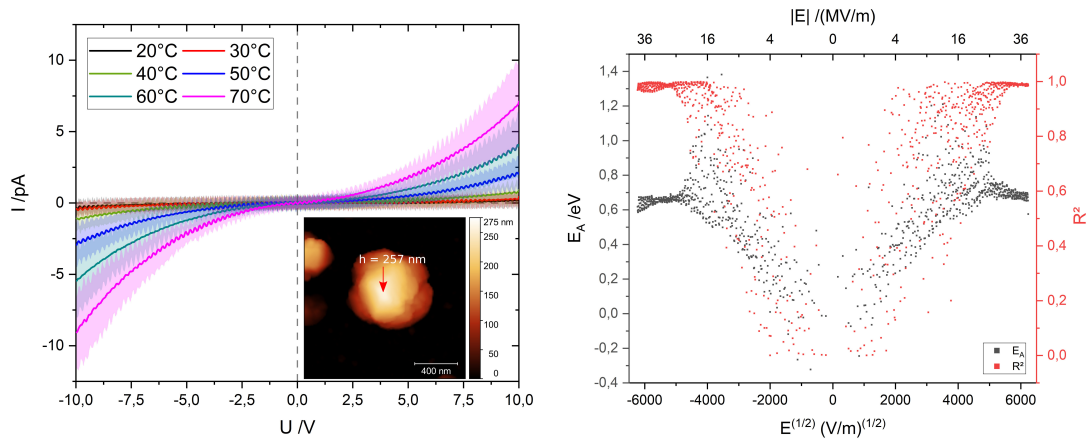 I /pA
10
5
0
-5
-10
20°C 30°C
40°C 50°C
60°C 70°C
h = 257 nm
400 nm
275 nm
250
200
150
100
50
0
-10,0 -7,5 -5,0 -2,5 0,0 2,5 5,0 7,5 10,0
U /V
|E| /(MV/m)
36 16 4 0 4 16 36
E_A /eV
1,4
1,2
1,0
0,8
0,6
0,4
0,2
0,0
-0,2
-0,4
1,0
0,8
0,6
0,4
0,2
0,0
R²
E_A
R²
-6000 -4000 -2000 0 2000 4000 6000
E^(1/2) (V/m)^(1/2)